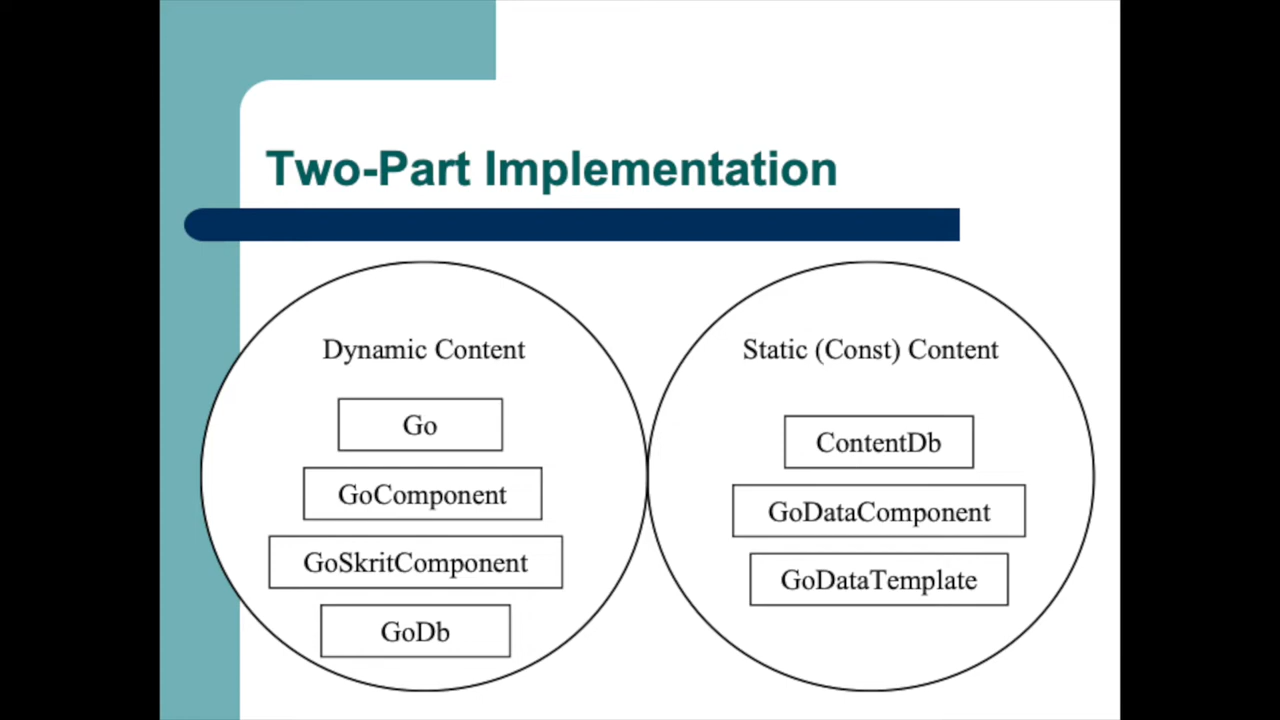 Two-Part Implementation
Dynamic Content
Go
GoComponent
GoSkritComponent
GoDb
Static (Const) Content
ContentDb
GoDataComponent
GoDataTemplate